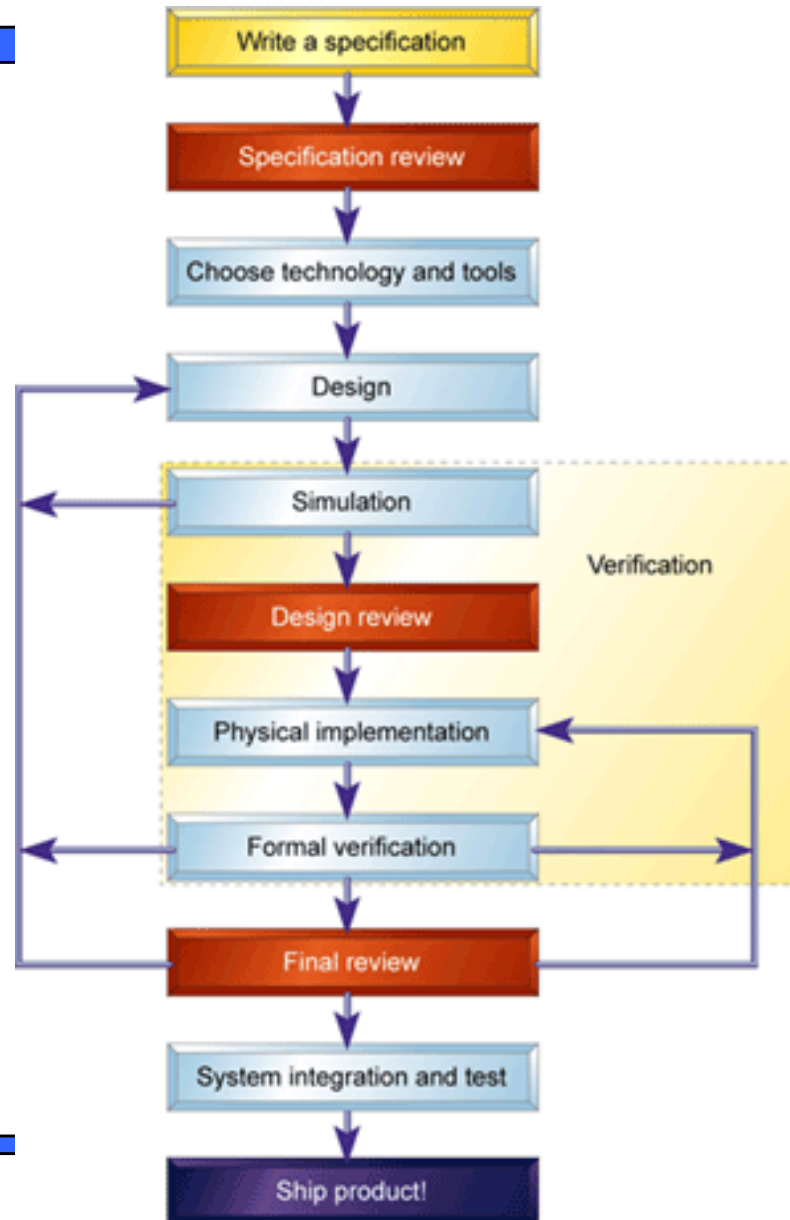 Write a specification
Specification review
Choose technology and tools
Design
Simulation
Verification
Design review
Physical implementation
Formal verification
Final review
System integration and test
Ship product!